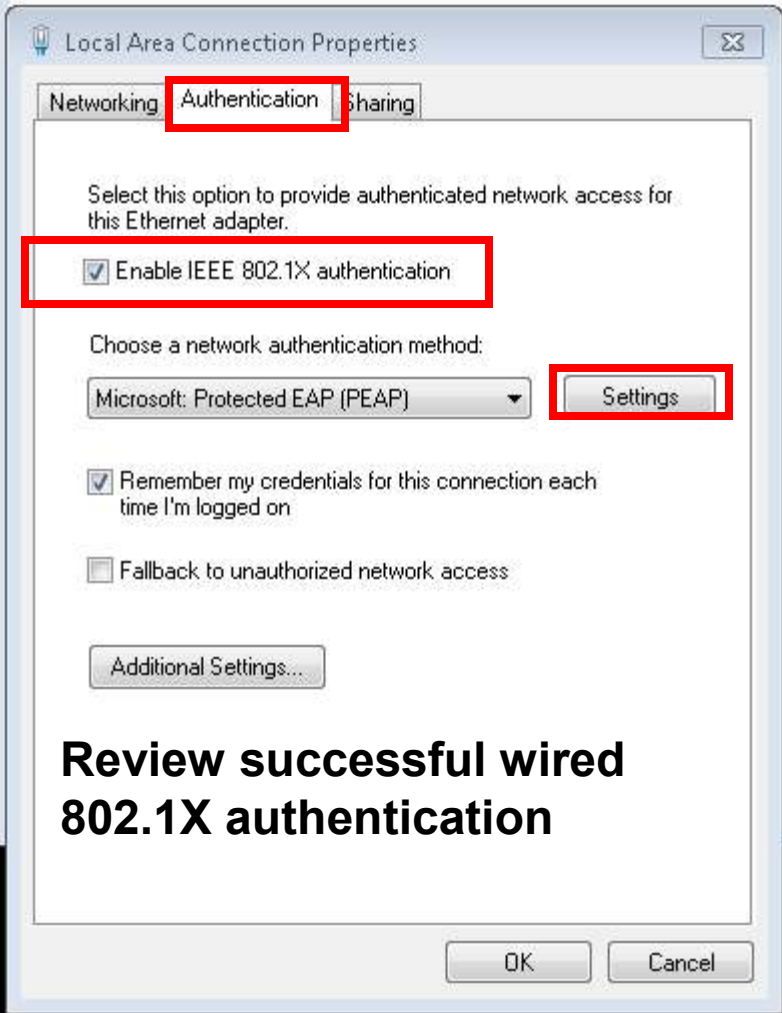 Local Area Connection Properties
Networking Authentication Sharing
Select this option to provide authenticated network access for
this Ethernet adapter.
Enable IEEE 802.1X authentication
Choose a network authentication method:
Microsoft: Protected EAP (PEAP) Settings
Remember my credentials for this connection each
time I'm logged on
Fallback to unauthorized network access
Additional Settings...
Review successful wired
802.1X authentication
OK Cancel